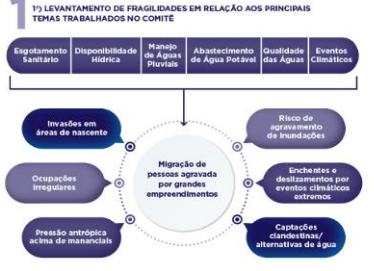 1
1º) LEVANTAMENTO DE FRAGILIDADES EM RELAÇÃO AOS PRINCIPAIS
TEMAS TRABALHADOS NO COMITÊ
Esgotamento
Sanitário
Disponibilidade
Hídrica
Manejo
de Águas
Pluviais
Abastecimento
de Água Potável
Qualidade
das Águas
Eventos
Climáticos
Invasões em
áreas de nascente
Risco de
agravamento
de inundações
Ocupações
irregulares
Migração de
pessoas agravada
por grandes
empreendimentos
Enchentes e
deslizamentos por
eventos climáticos
extremos
Pressão antrópica
acima de mananciais
Captações
clandestinas/
alternativas de água